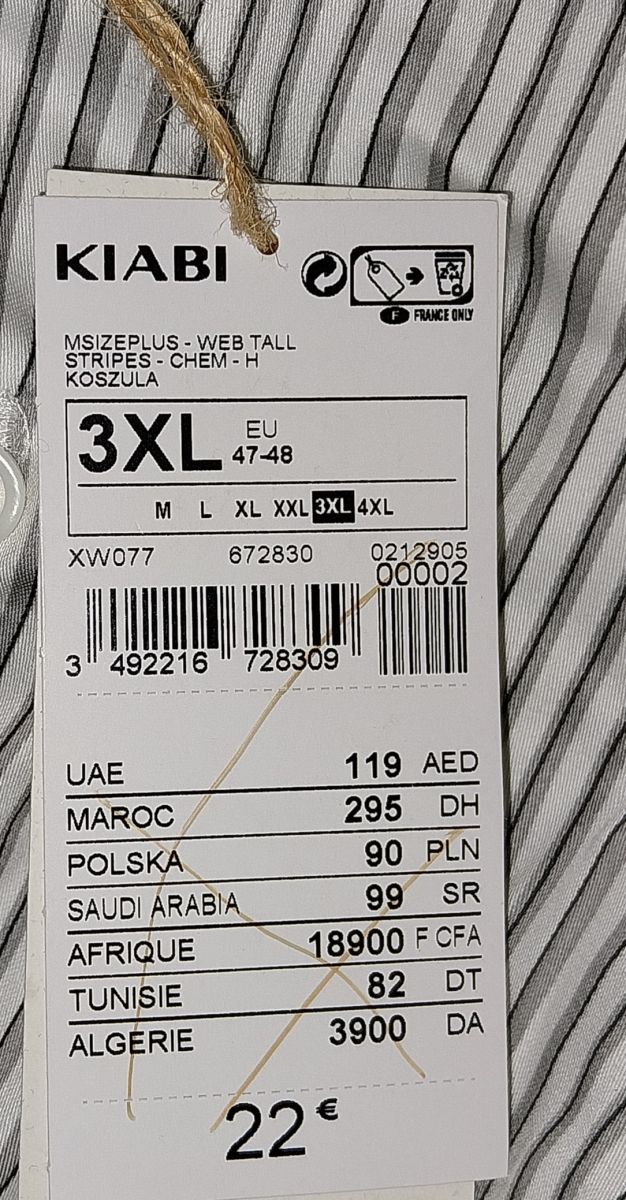 KIABI
F FRANCE ONLY
MSIZEPLUS - WEB TALL
STRIPES - CHEM - H
KOSZULA
3XL EU 47-48
M L XL XXL 3XL 4XL
XW077 672830 0212905
00002
3 492216 728309
UAE 119 AED
MAROC 295 DH
POLSKA 90 PLN
SAUDI ARABIA 99 SR
AFRIQUE 18900 F CFA
TUNISIE 82 DT
ALGERIE 3900 DA
22 €